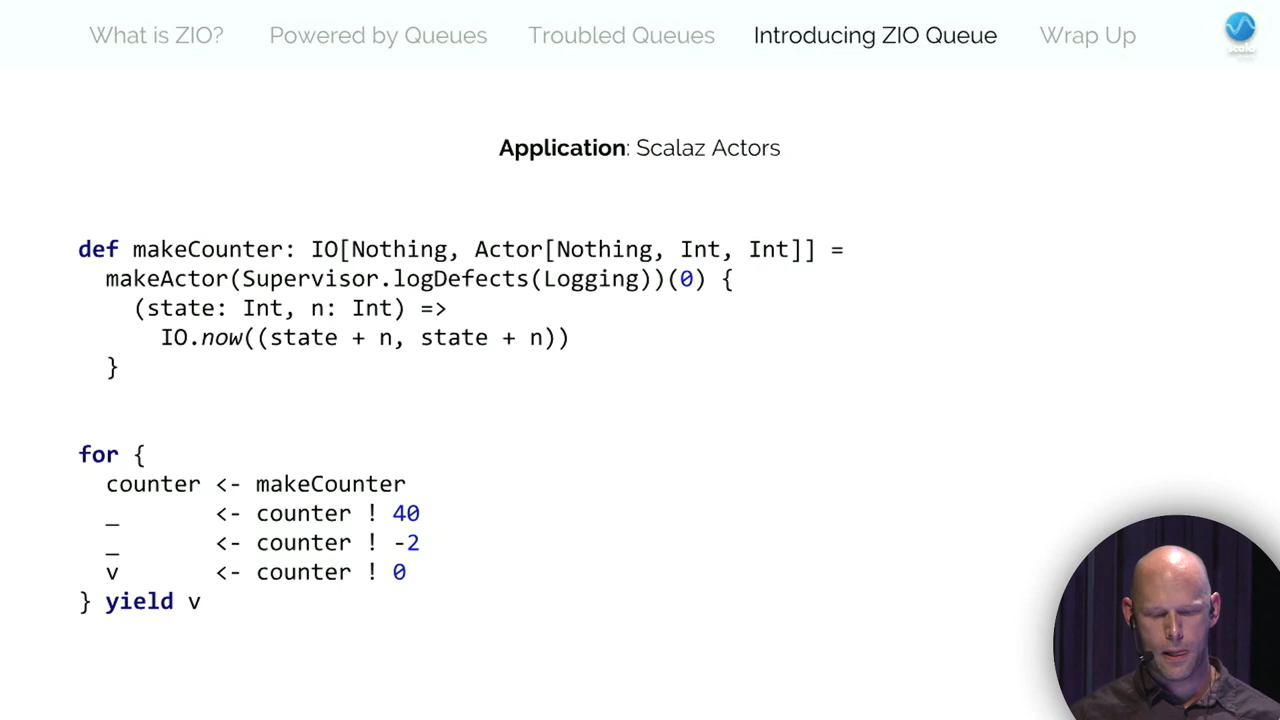 What is ZIO? Powered by Queues Troubled Queues Introducing ZIO Queue Wrap Up
scala
Application: Scalaz Actors
def makeCounter: IO[Nothing, Actor[Nothing, Int, Int]] =
makeActor(Supervisor.logDefects(Logging))(0) {
(state: Int, n: Int) =>
IO.now((state + n, state + n))
}
for {
counter <- makeCounter
_ <- counter ! 40
_ <- counter ! -2
v <- counter ! 0
} yield v